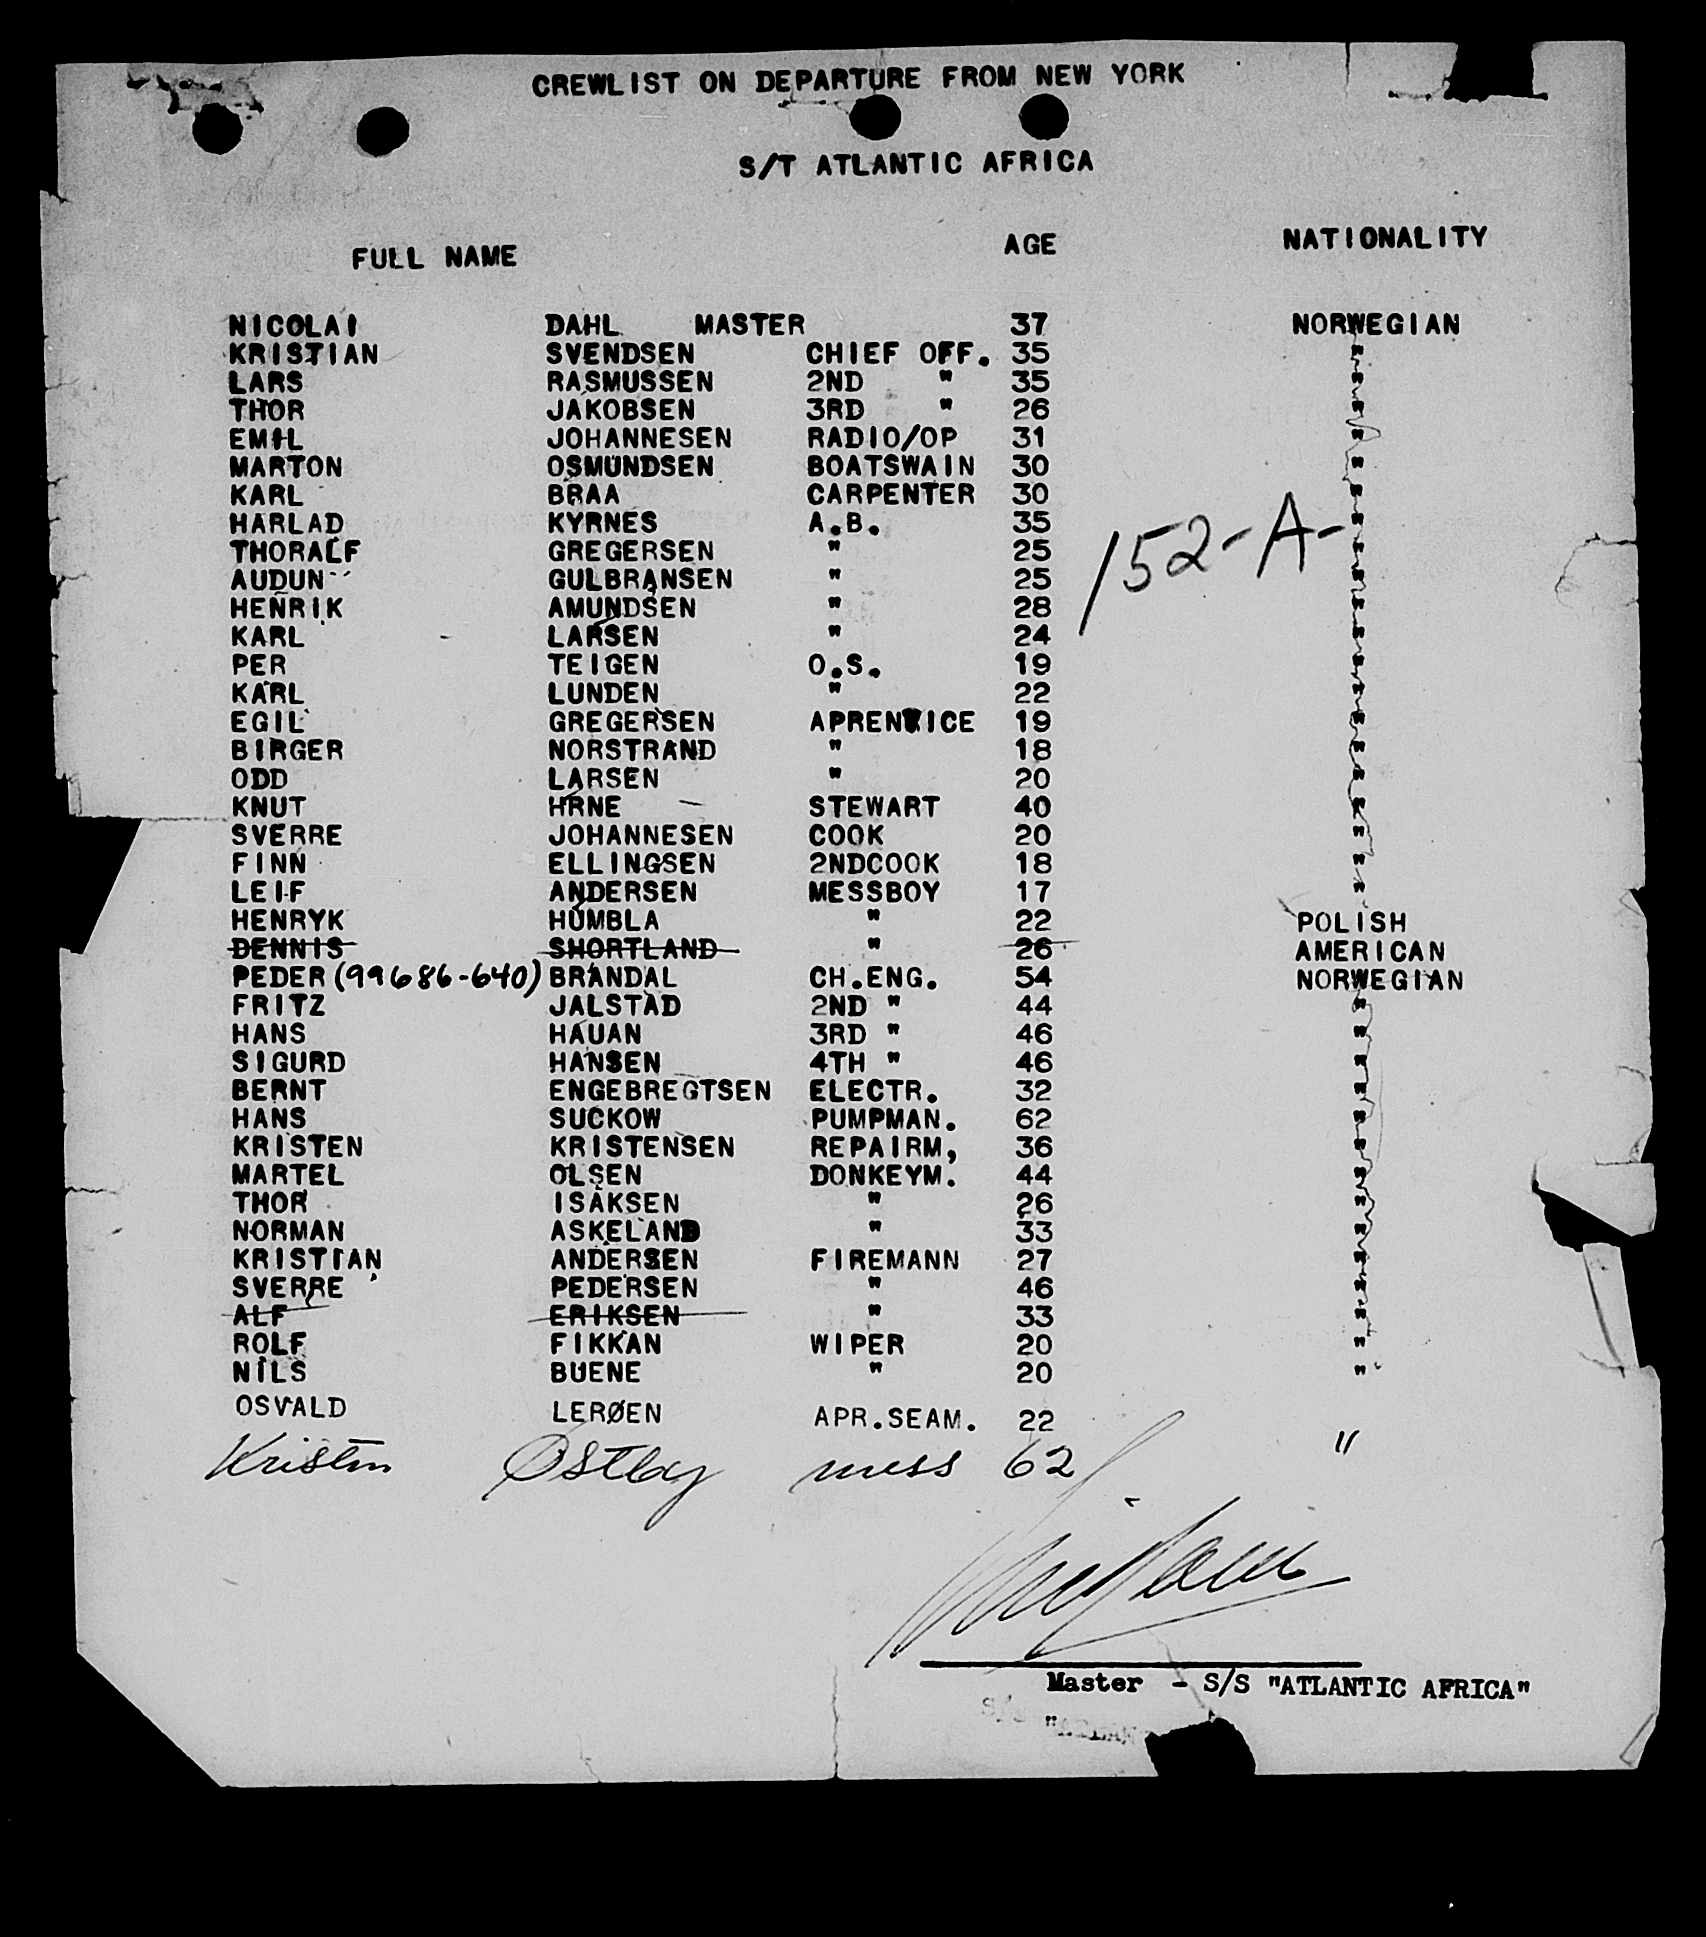 CREWLIST ON DEPARTURE FROM NEW YORK
S/T ATLANTIC AFRICA
FULL NAME AGE NATIONALITY
NICOLAI DAHL MASTER 37 NORWEGIAN
KRISTIAN SVENDSEN CHIEF OFF. 35 "
LARS RASMUSSEN 2ND " 35 "
THOR JAKOBSEN 3RD " 26 "
EMIL JOHANNESEN RADIO/OP 31 "
MARTON OSMUNDSEN BOATSWAIN 30 "
KARL BRAA CARPENTER 30 "
HARLAD KYRNES A.B. 35 "
THORALF GREGERSEN " 25 "
152-A-
AUDUN GULBRANSEN " 25 "
HENRIK AMUNDSEN " 28 "
KARL LARSEN " 24 "
PER TEIGEN O.S. 19 "
KARL LUNDEN " 22 "
EGIL GREGERSEN APRENTICE 19 "
BIRGER NORSTRAND " 18 "
ODD LARSEN " 20 "
KNUT HRNE STEWART 40 "
SVERRE JOHANNESEN COOK 20 "
FINN ELLINGSEN 2NDCOOK 18 "
LEIF ANDERSEN MESSBOY 17 "
HENRYK HUMBLA " 22 POLISH
DENNIS SHORTLAND " 26 AMERICAN
PEDER (99686-640) BRANDAL CH.ENG. 54 NORWEGIAN
FRITZ JALSTAD 2ND " 44 "
HANS HAUAN 3RD " 46 "
SIGURD HANSEN 4TH " 46 "
BERNT ENGEBREGTSEN ELECTR. 32 "
HANS SUCKOW PUMPMAN. 62 "
KRISTEN KRISTENSEN REPAIRM, 36 "
MARTEL OLSEN DONKEYM. 44 "
THOR ISAKSEN " 26 "
NORMAN ASKELAND " 33 "
KRISTIAN ANDERSEN FIREMANN 27 "
SVERRE PEDERSEN " 46 "
ALF ERIKSEN " 33 "
ROLF FIKKAN WIPER 20 "
NILS BUENE " 20 "
OSVALD LERØEN APR.SEAM. 22
Kristen Østby mess 62 "
Master - S/S "ATLANTIC AFRICA"